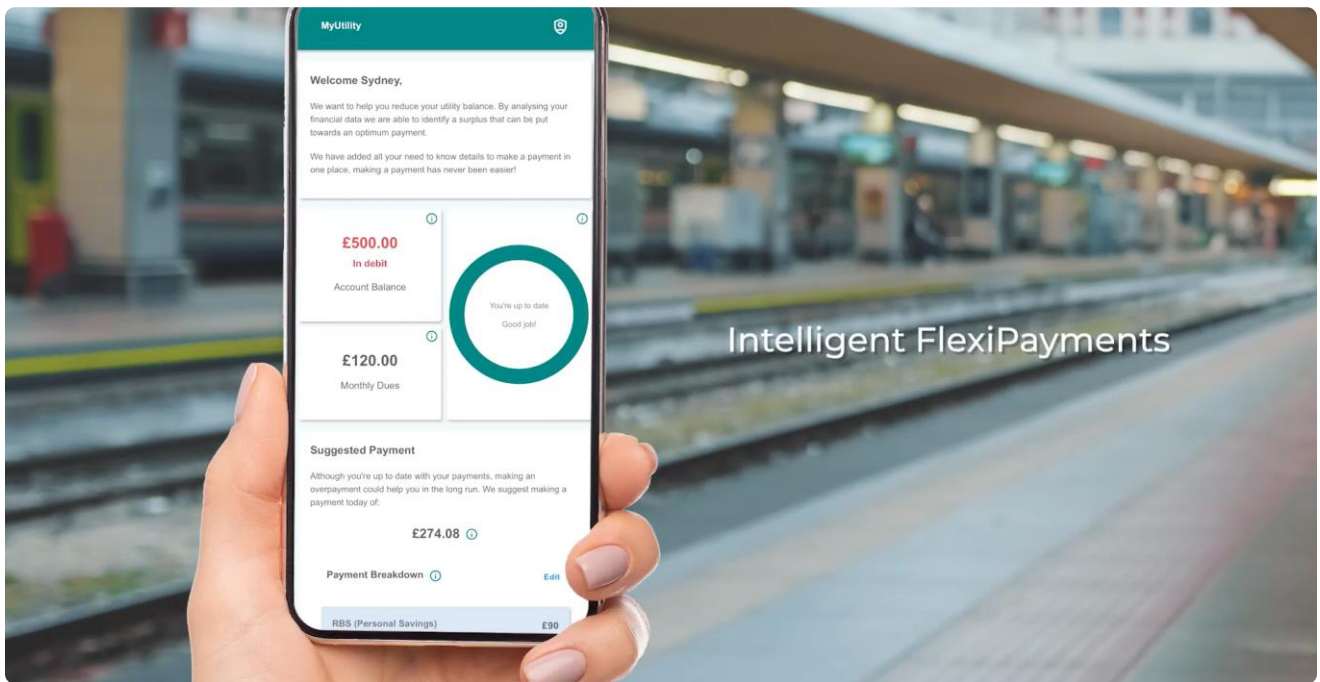 MyUtility
Welcome Sydney,
We want to help you reduce your utility balance. By analysing your
financial data we are able to identify a surplus that can be put
towards an optimum payment.
We have added all your need to know details to make a payment in
one place, making a payment has never been easier!
£500.00
In debit
Account Balance
You're up to date
Good job!
£120.00
Monthly Dues
Intelligent FlexiPayments
Suggested Payment
Although you're up to date with your payments, making an
overpayment could help you in the long run. We suggest making a
payment today of:
£274.08
Payment Breakdown
Edit
RBS (Personal Savings)
£90